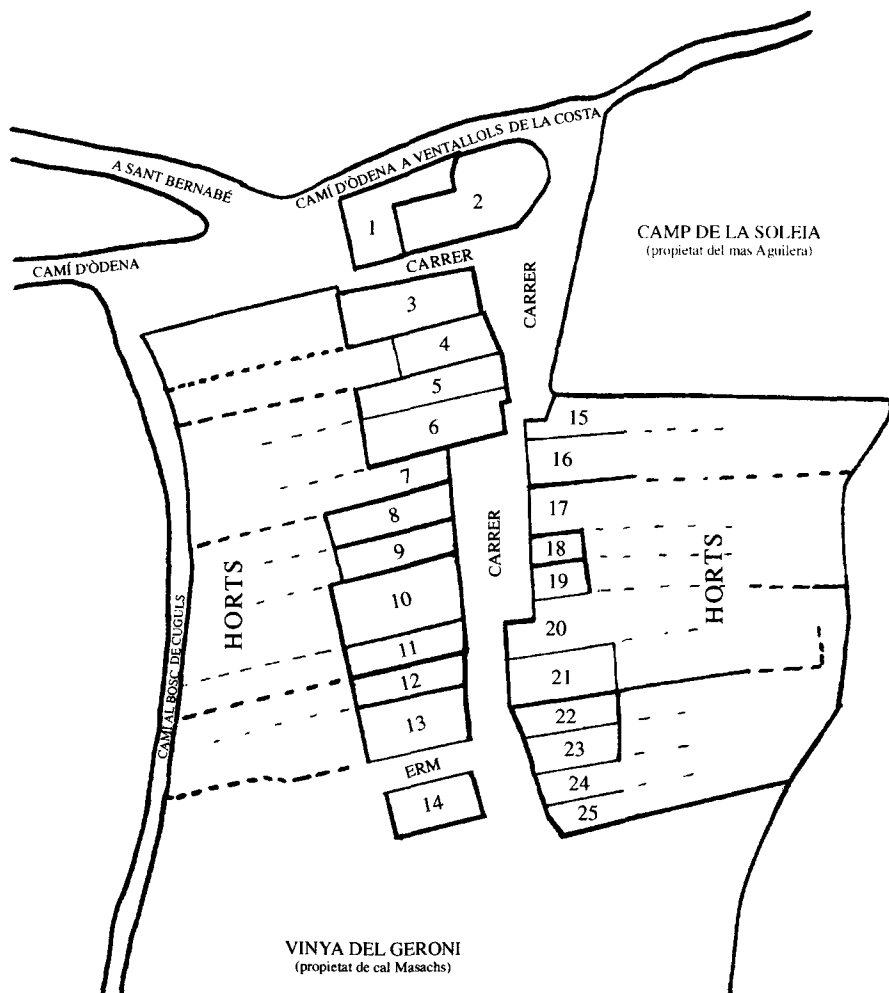 CAMÍ D'ÒDENA A VENTALLOLS DE LA COSTA
A SANT BERNABÉ
1
2
CAMP DE LA SOLEIA
(propietat del mas Aguilera)
CAMÍ D'ÒDENA
CARRER
CARRER
3
4
5
6
15
16
7
17
8
CARRER
18
9
19
HORTS
HORTS
10
20
11
21
12
22
13
23
CAMÍ AL BOSC DE CUGULS
ERM
24
14
25
VINYA DEL GERONI
(propietat de cal Masachs)